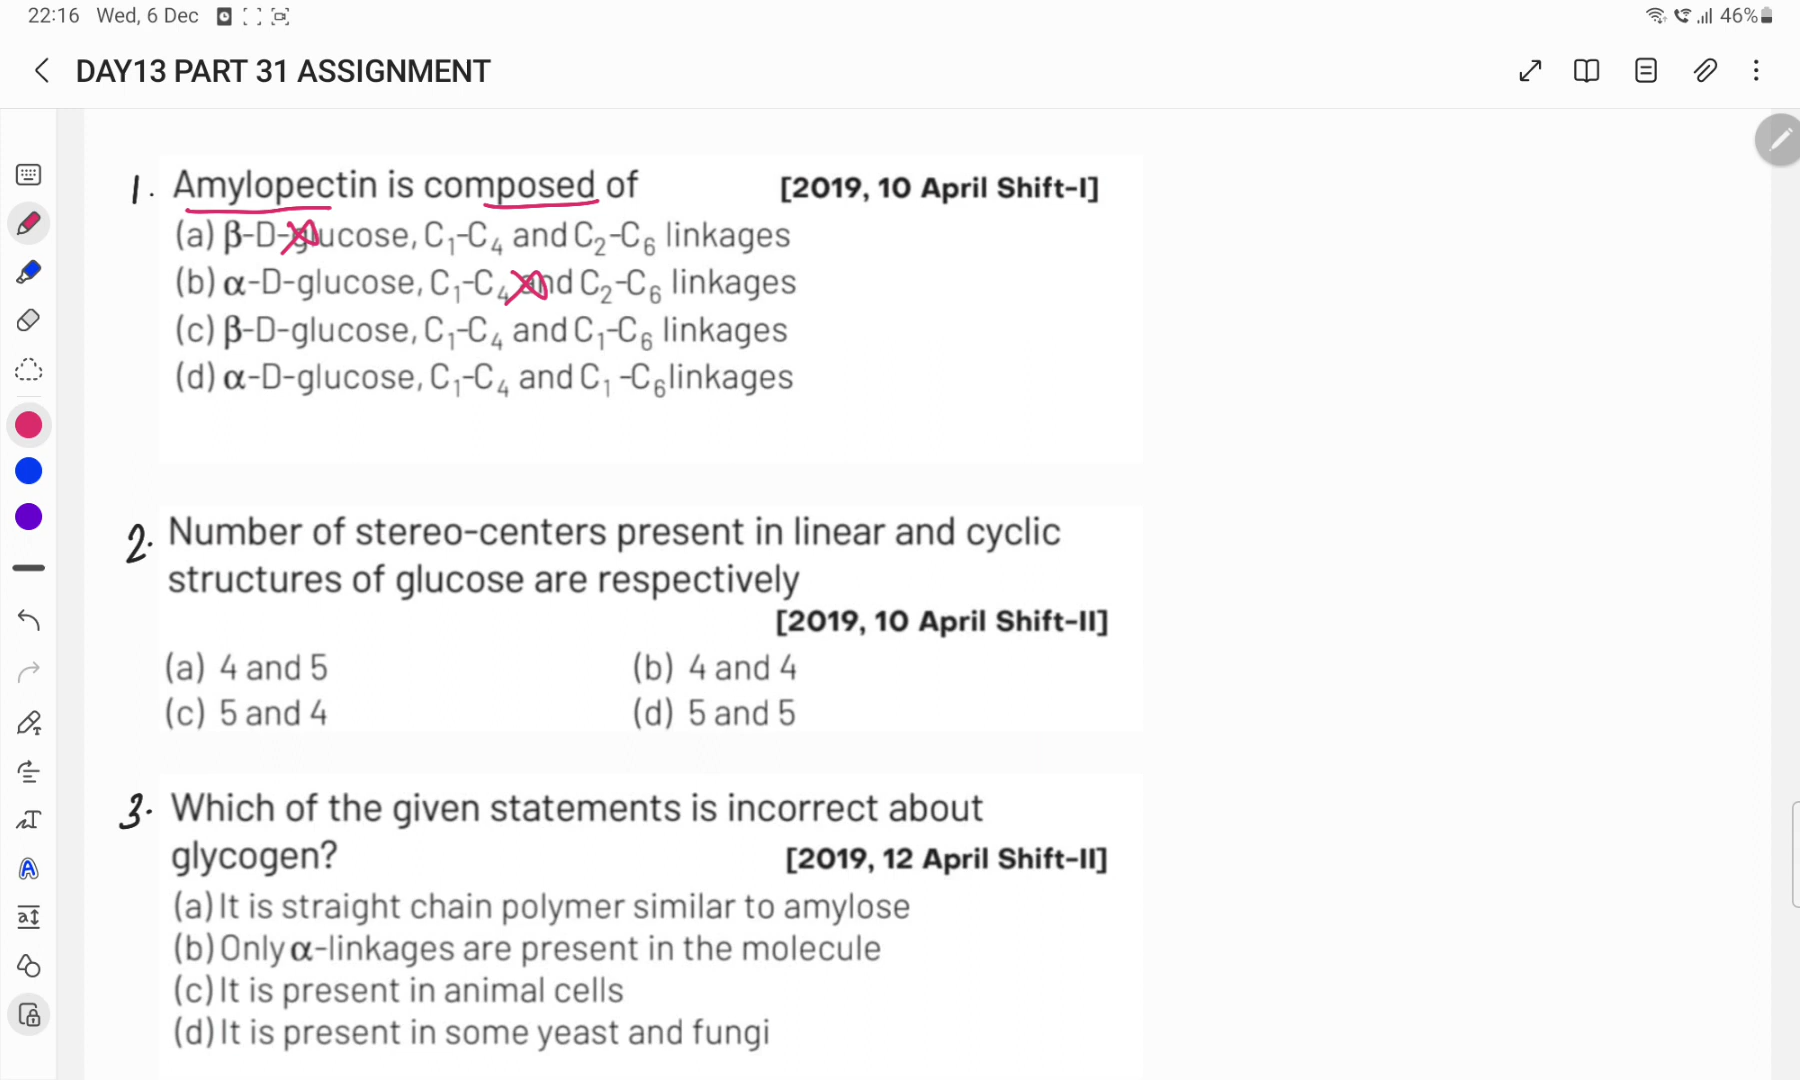 22:16 Wed, 6 Dec
46%
DAY13 PART 31 ASSIGNMENT
1. Amylopectin is composed of [2019, 10 April Shift-I]
(a) β-D-glucose, C₁-C₄ and C₂-C₆ linkages
(b) α-D-glucose, C₁-C₄ and C₂-C₆ linkages
(c) β-D-glucose, C₁-C₄ and C₁-C₆ linkages
(d) α-D-glucose, C₁-C₄ and C₁-C₆ linkages
2. Number of stereo-centers present in linear and cyclic
structures of glucose are respectively
[2019, 10 April Shift-II]
(a) 4 and 5 (b) 4 and 4
(c) 5 and 4 (d) 5 and 5
3. Which of the given statements is incorrect about
glycogen? [2019, 12 April Shift-II]
(a) It is straight chain polymer similar to amylose
(b) Only α-linkages are present in the molecule
(c) It is present in animal cells
(d) It is present in some yeast and fungi